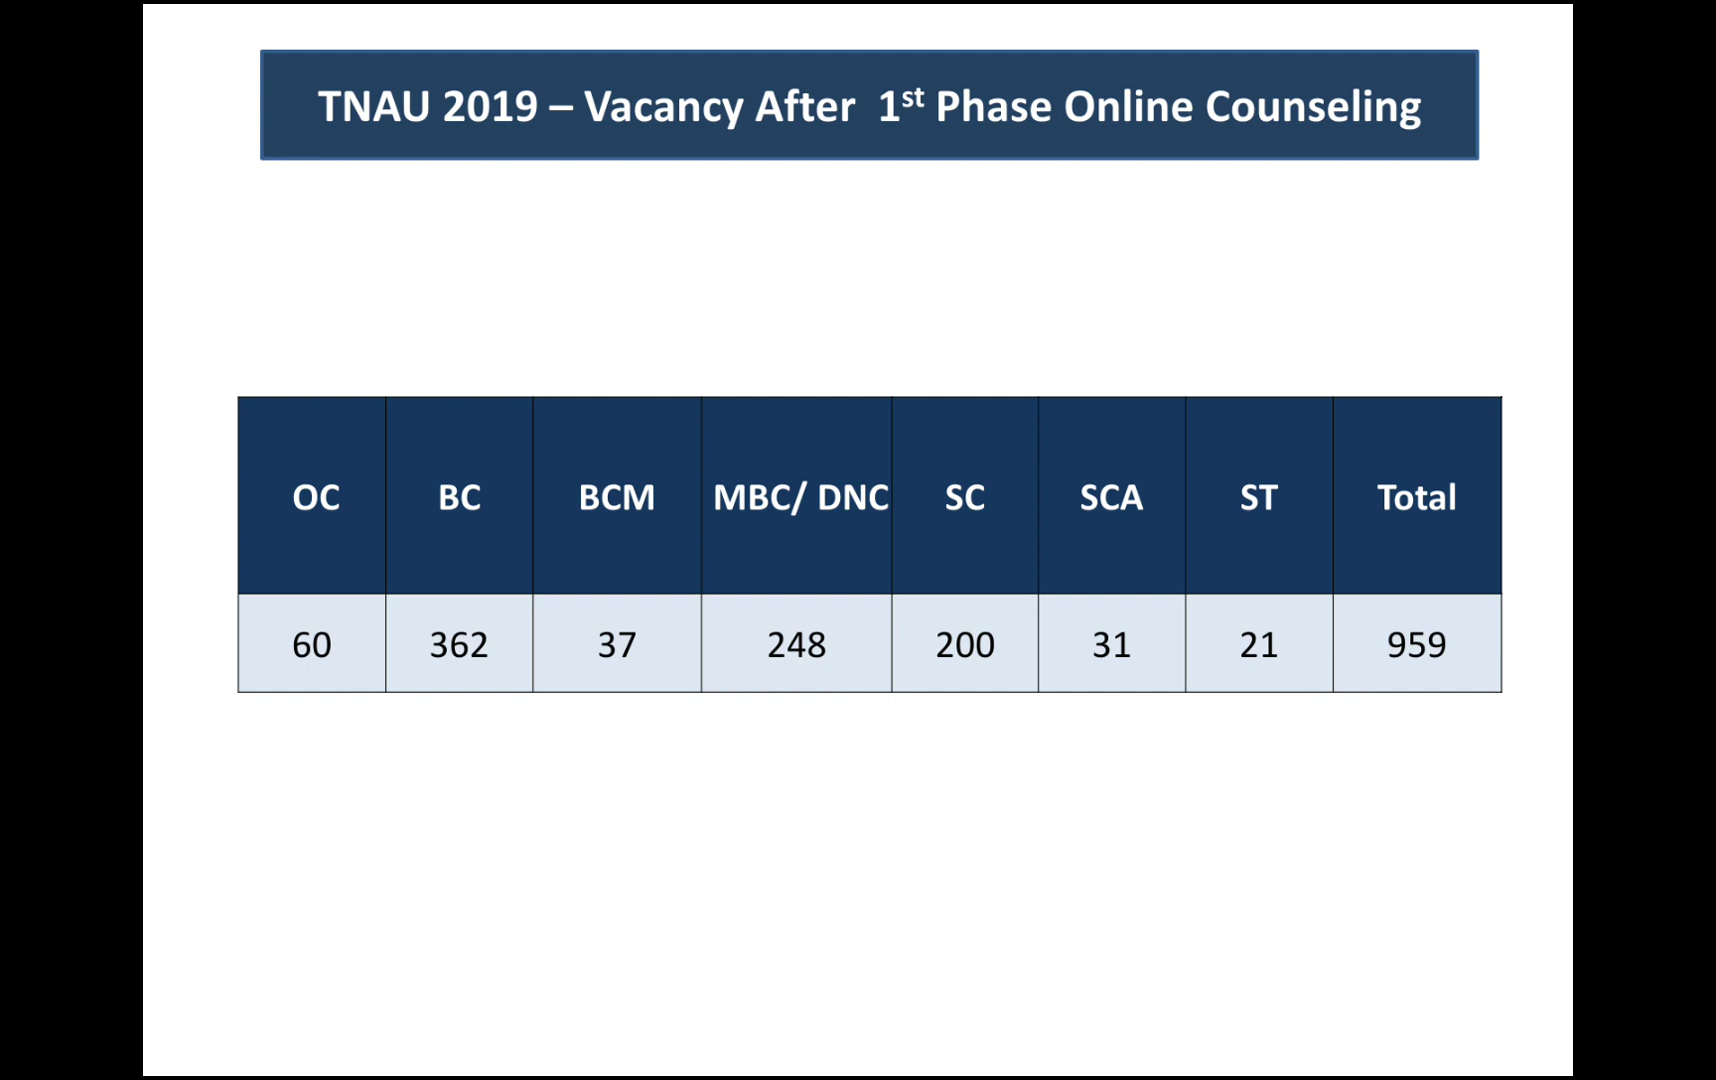 TNAU 2019 – Vacancy After 1st Phase Online Counseling
OC BC BCM MBC/ DNC SC SCA ST Total
60 362 37 248 200 31 21 959